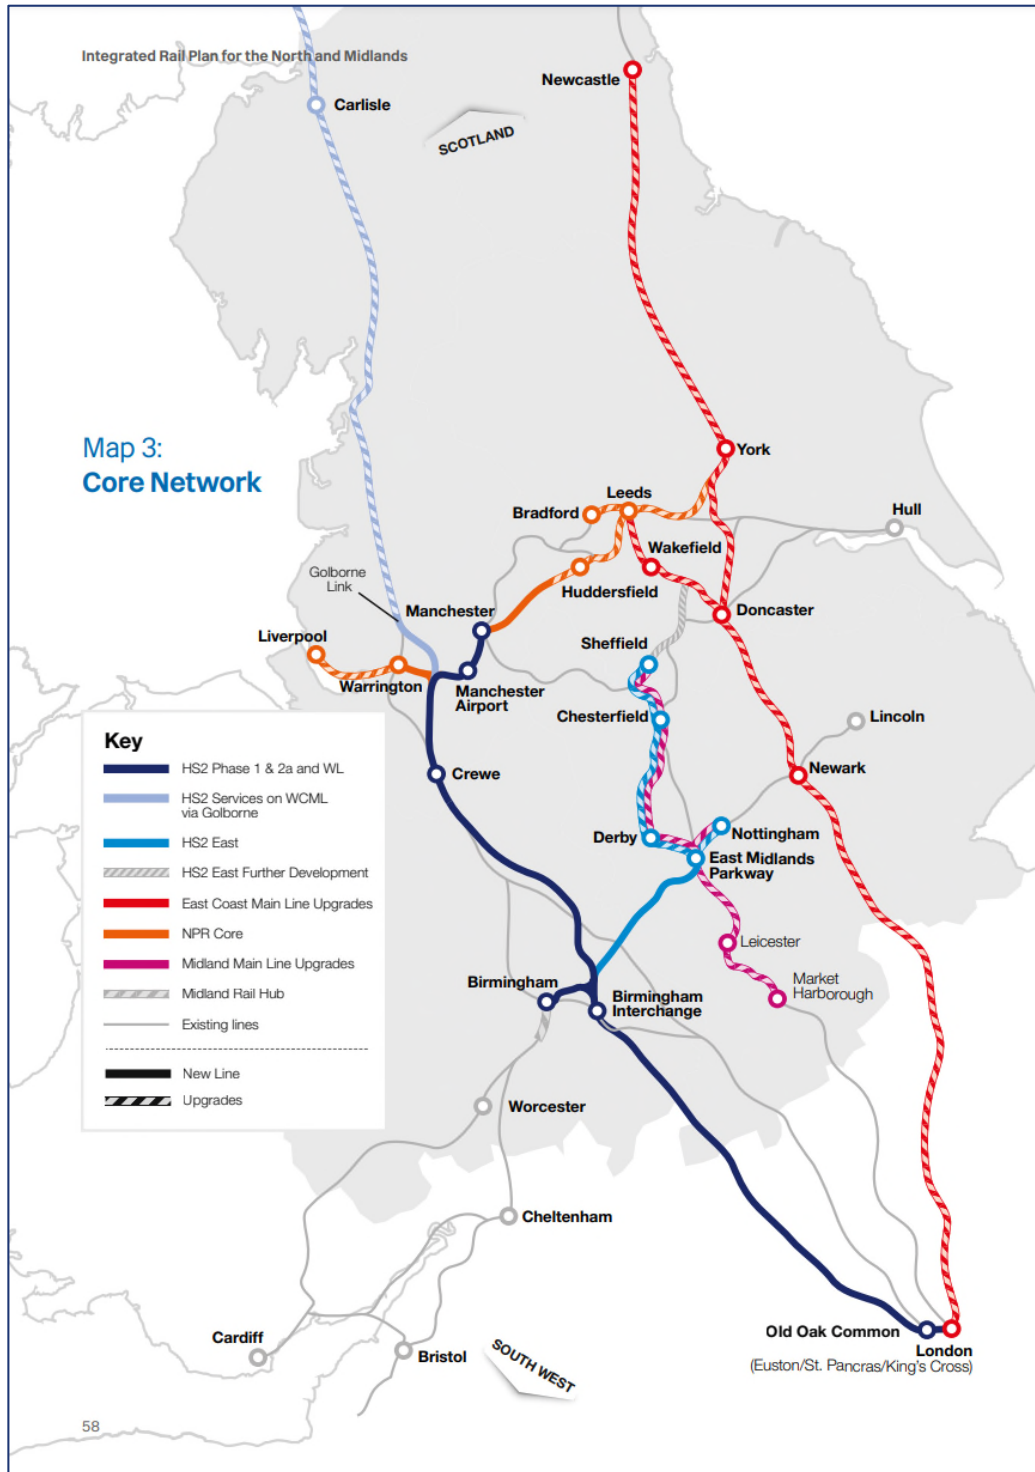 Integrated Rail Plan for the North and Midlands
Newcastle
Carlisle
SCOTLAND
Map 3:
Core Network
York
Leeds
Bradford
Hull
Wakefield
Golborne
Link
Huddersfield
Manchester
Doncaster
Liverpool
Sheffield
Warrington
Manchester
Airport
Chesterfield
Lincoln
Crewe
Newark
Derby
Nottingham
East Midlands
Parkway
Leicester
Market
Harborough
Birmingham
Birmingham
Interchange
Key
HS2 Phase 1 & 2a and WL
HS2 Services on WCML
via Golborne
HS2 East
HS2 East Further Development
East Coast Main Line Upgrades
NPR Core
Midland Main Line Upgrades
Midland Rail Hub
Existing lines
New Line
Upgrades
Worcester
Cheltenham
Cardiff
Bristol
SOUTH WEST
Old Oak Common
London
(Euston/St. Pancras/King's Cross)
58